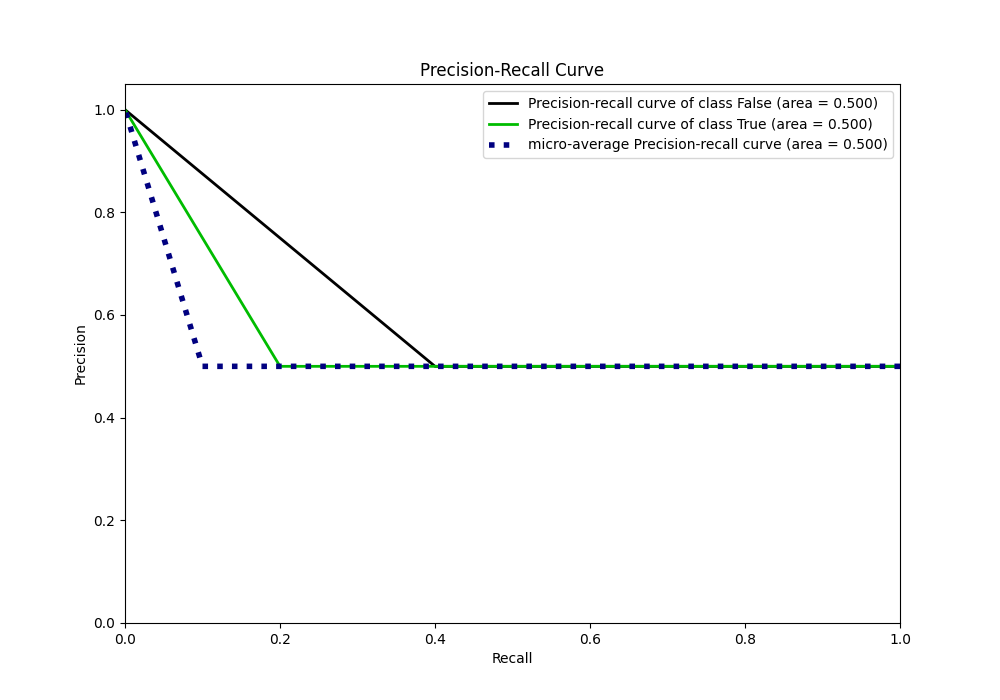 Precision-Recall Curve
Precision-recall curve of class False (area = 0.500)
Precision-recall curve of class True (area = 0.500)
micro-average Precision-recall curve (area = 0.500)
1.0
0.8
0.6
0.4
0.2
0.0
Precision
0.0 0.2 0.4 0.6 0.8 1.0
Recall